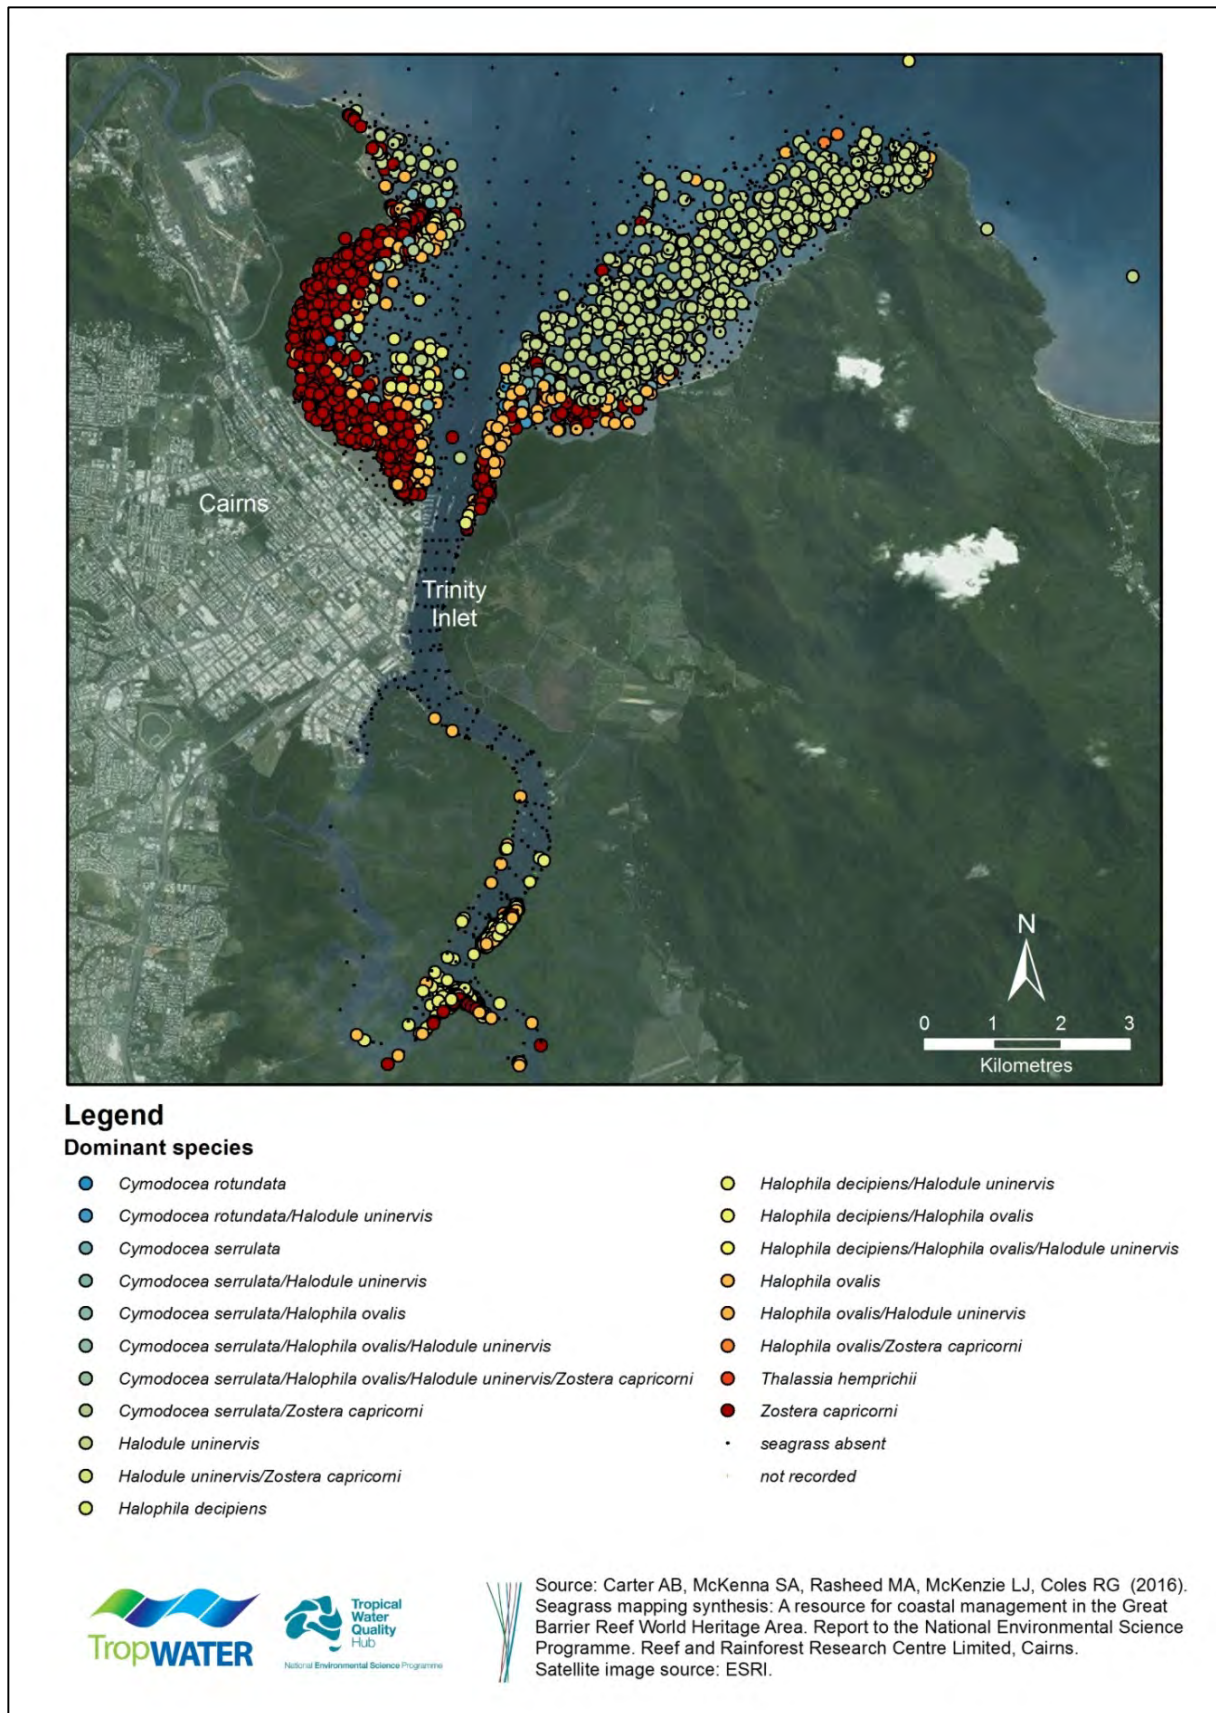 Cairns
Trinity
Inlet
N
0 1 2 3
Kilometres
Legend
Dominant species
Cymodocea rotundata
Cymodocea rotundata/Halodule uninervis
Cymodocea serrulata
Cymodocea serrulata/Halodule uninervis
Cymodocea serrulata/Halophila ovalis
Cymodocea serrulata/Halophila ovalis/Halodule uninervis
Cymodocea serrulata/Halophila ovalis/Halodule uninervis/Zostera capricorni
Cymodocea serrulata/Zostera capricorni
Halodule uninervis
Halodule uninervis/Zostera capricorni
Halophila decipiens
Halophila decipiens/Halodule uninervis
Halophila decipiens/Halophila ovalis
Halophila decipiens/Halophila ovalis/Halodule uninervis
Halophila ovalis
Halophila ovalis/Halodule uninervis
Halophila ovalis/Zostera capricorni
Thalassia hemprichii
Zostera capricorni
seagrass absent
not recorded
TropWATER
Tropical
Water
Quality
Hub
National Environmental Science Programme
Source: Carter AB, McKenna SA, Rasheed MA, McKenzie LJ, Coles RG (2016).
Seagrass mapping synthesis: A resource for coastal management in the Great
Barrier Reef World Heritage Area. Report to the National Environmental Science
Programme. Reef and Rainforest Research Centre Limited, Cairns.
Satellite image source: ESRI.